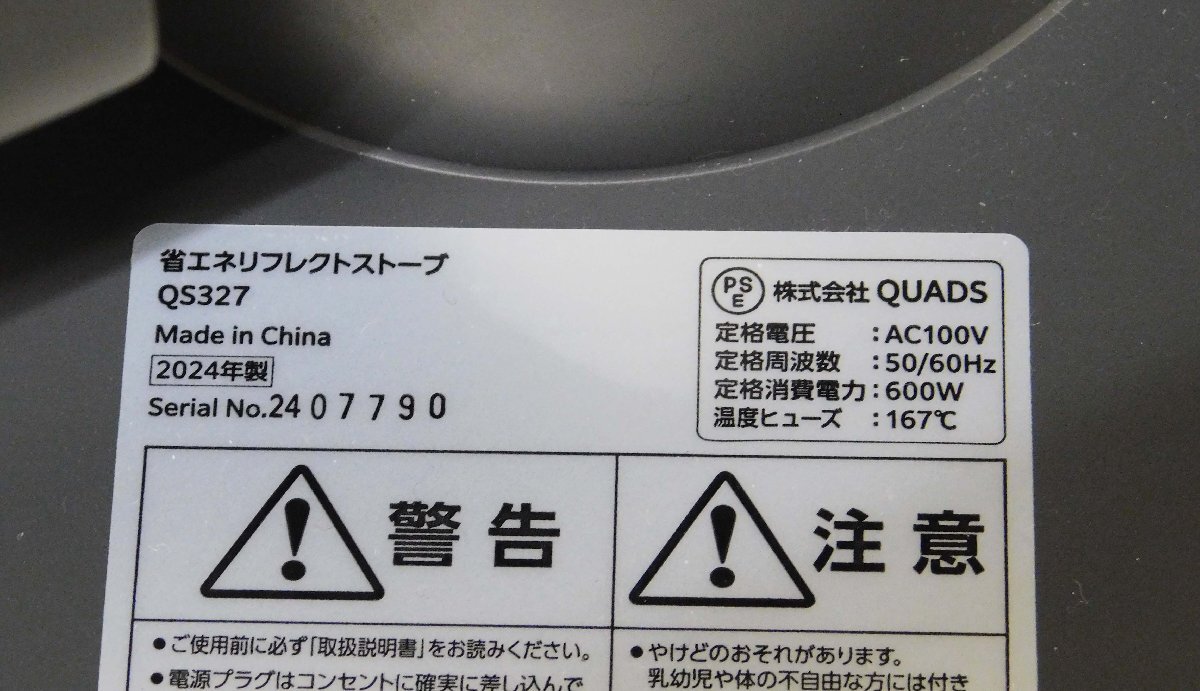 省エネリフレクトストーブ
QS327
Made in China
2024年製
Serial No.2407790
PSE 株式会社 QUADS
定格電圧 :AC100V
定格周波数 :50/60Hz
定格消費電力:600W
温度ヒューズ :167℃
警告
注意
●ご使用前に必ず「取扱説明書」をお読みください。
●電源プラグはコンセントに確実に差し込んで
●やけどのおそれがあります。
乳幼児や体の不自由な方には付き